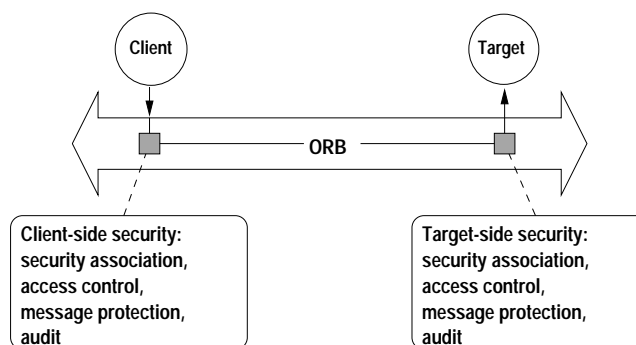 Client
Target
ORB
Client-side security:
security association,
access control,
message protection,
audit
Target-side security:
security association,
access control,
message protection,
audit